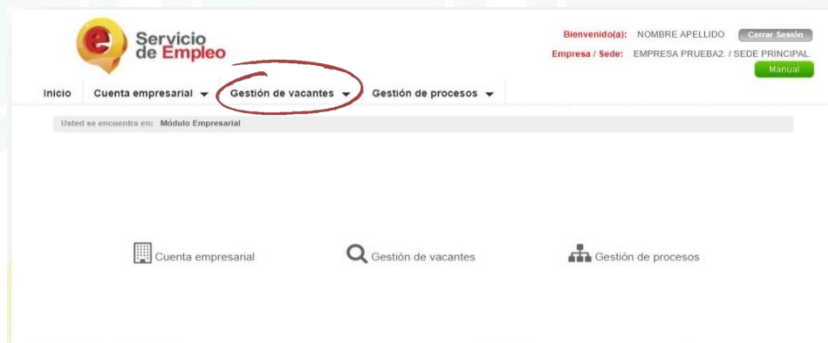 e Servicio
de Empleo
Bienvenido(a): NOMBRE APELLIDO Cerrar Sesión
Empresa / Sede: EMPRESA PRUEBA2. / SEDE PRINCIPAL.
Manual
Inicio Cuenta empresarial Gestión de vacantes Gestión de procesos
Usted se encuentra en: Módulo Empresarial
Cuenta empresarial Gestión de vacantes Gestión de procesos